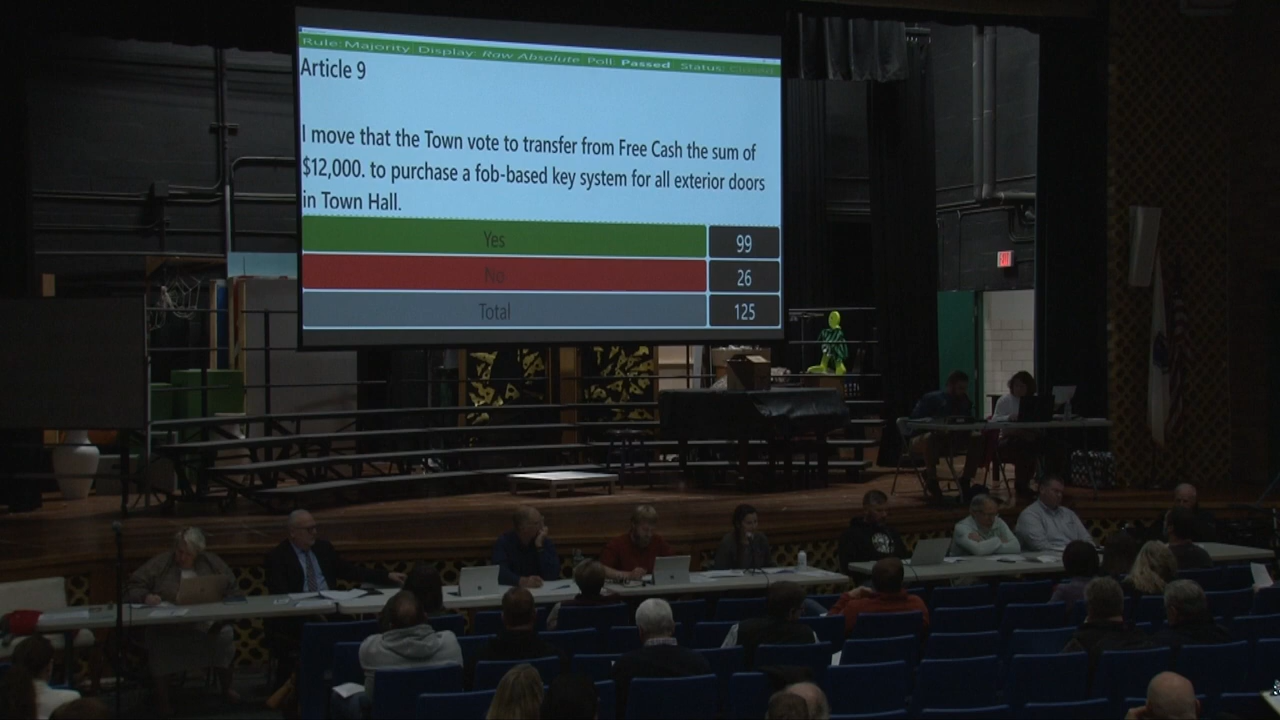 Rule: Majority Display: Row Absolute Poll Passed Status: Closed
Article 9
I move that the Town vote to transfer from Free Cash the sum of
$12,000. to purchase a fob-based key system for all exterior doors
in Town Hall.
Yes 99
No 26
Total 125
EXIT